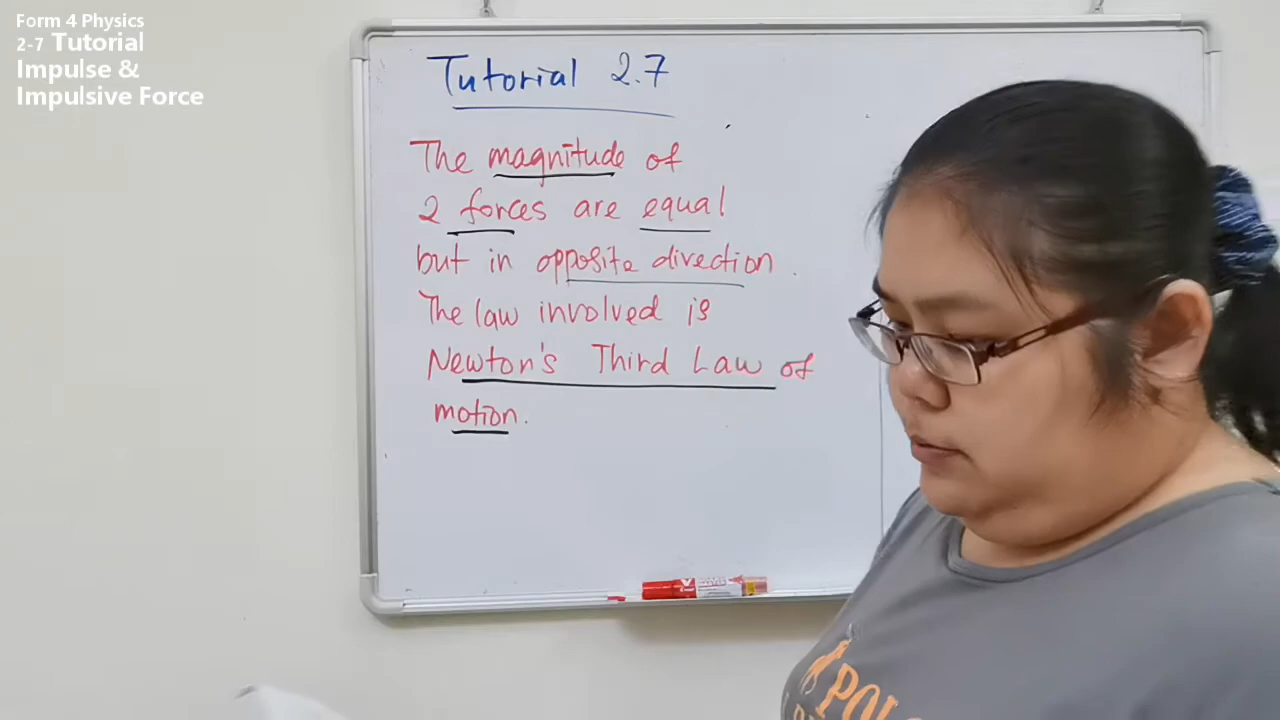 Form 4 Physics
2-7 Tutorial
Impulse &
Impulsive Force
Tutorial 2.7
The magnitude of
2 forces are equal
but in opposite direction.
The law involved is
Newton's Third Law of
motion.